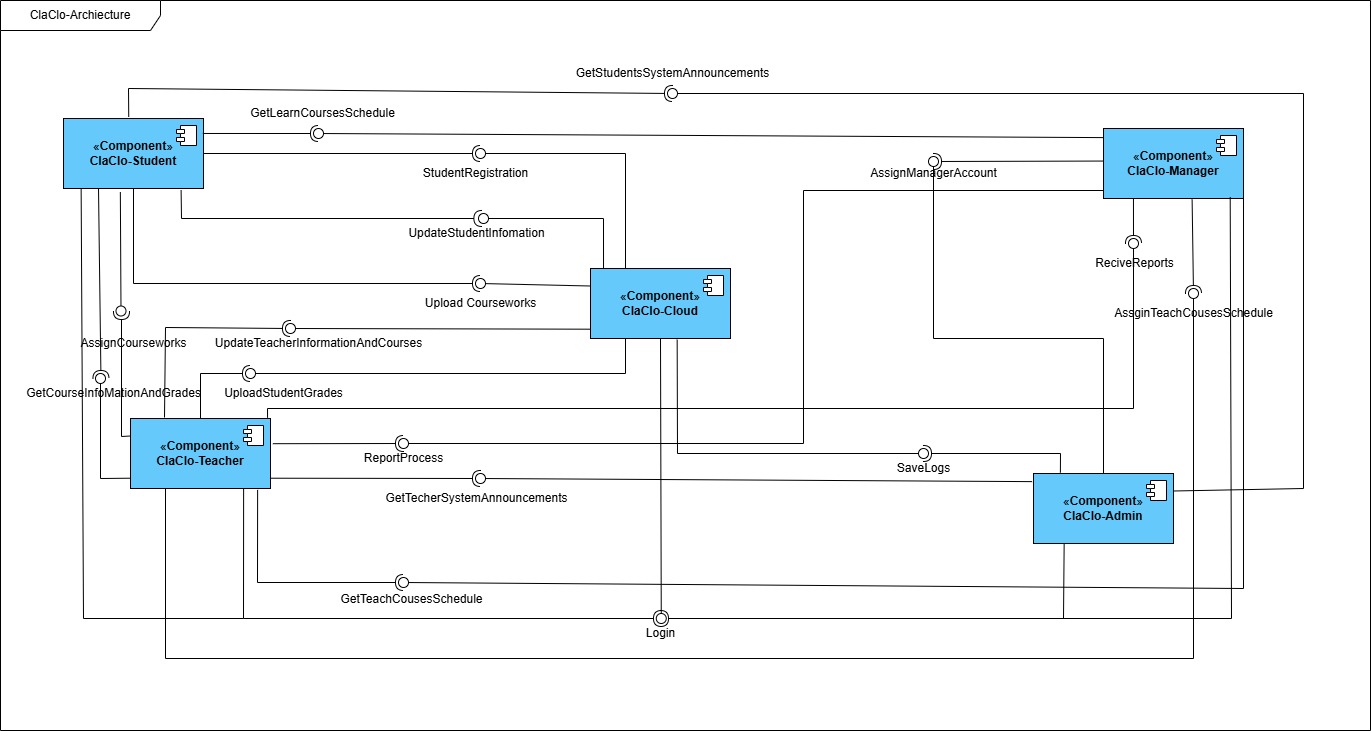 ClaClo-Archiecture
GetStudentsSystemAnnouncements
GetLearnCoursesSchedule
«Component»
ClaClo-Student
«Component»
ClaClo-Manager
StudentRegistration
AssignManagerAccount
UpdateStudentInfomation
ReciveReports
«Component»
ClaClo-Cloud
Upload Courseworks
AssginTeachCousesSchedule
AssignCourseworks
UpdateTeacherInformationAndCourses
GetCourseInfoMationAndGrades
UploadStudentGrades
«Component»
ClaClo-Teacher
ReportProcess
SaveLogs
GetTecherSystemAnnouncements
«Component»
ClaClo-Admin
GetTeachCousesSchedule
Login